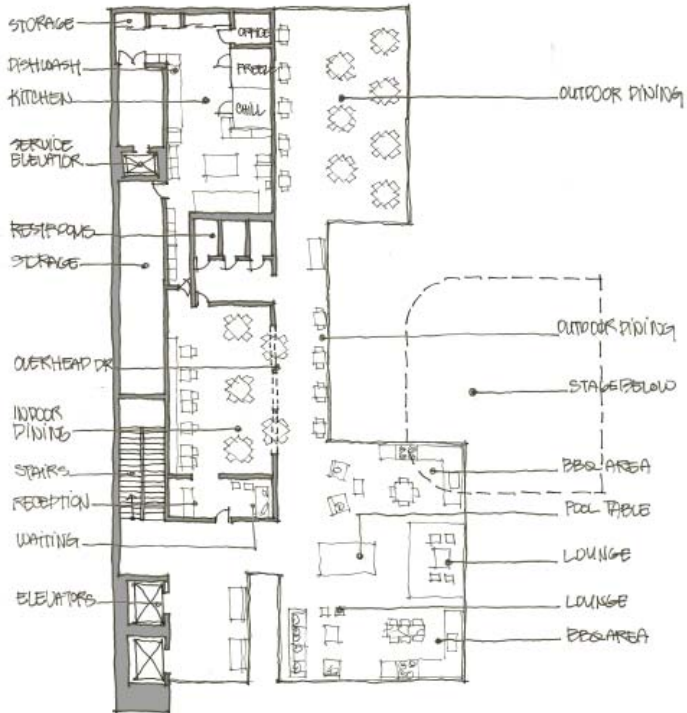 STORAGE
DISHWASH
KITCHEN
SERVICE
ELEVATOR
RESTROOMS
STORAGE
OVERHEAD DR
INDOOR
DINING
STAIRS
RECEPTION
WAITING
ELEVATORS
OFFICE
FREEZE
CHILL
OUTDOOR DINING
OUTDOOR DINING
STAGE BELOW
BBQ AREA
POOL TABLE
LOUNGE
LOUNGE
BBQ AREA